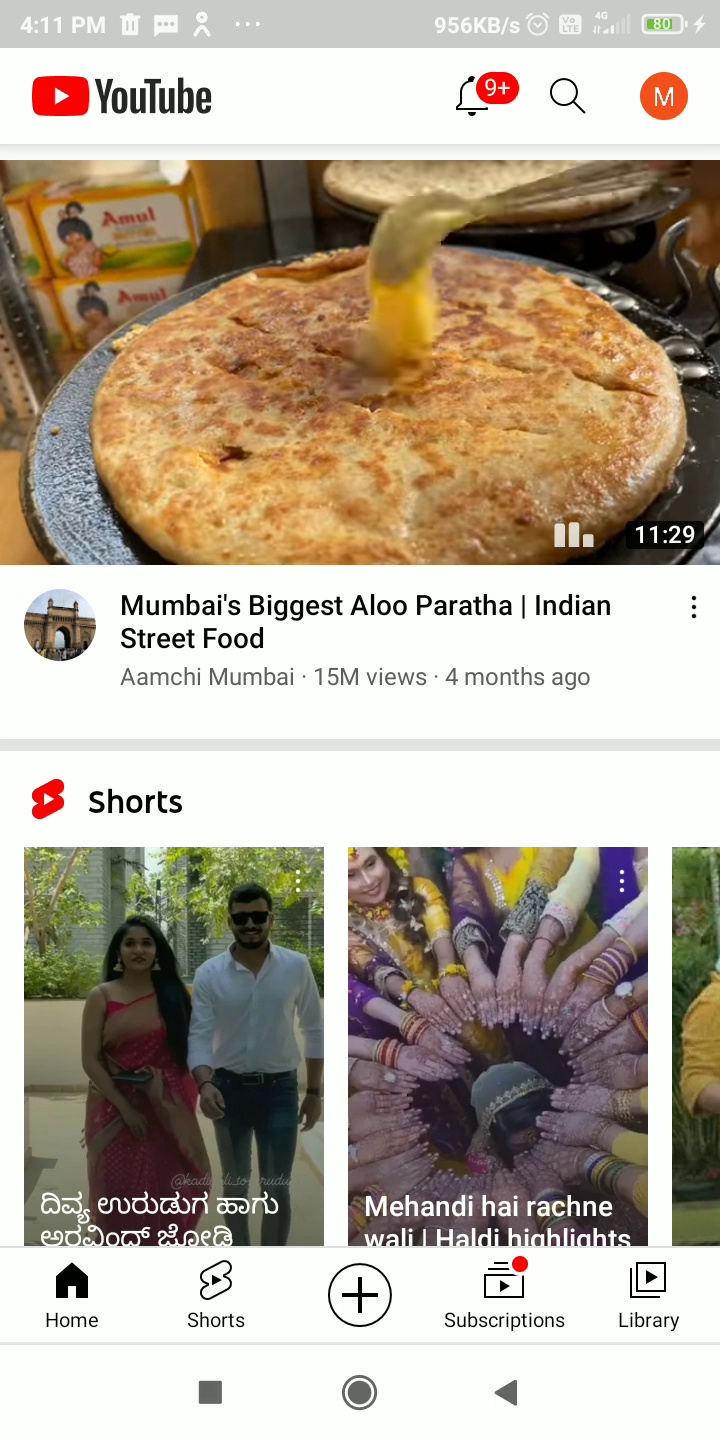 4:11 PM
956KB/s
Vo
LTE
4G
80
YouTube
9+
M
Amul
Amul
11:29
Mumbai's Biggest Aloo Paratha | Indian
Street Food
Aamchi Mumbai · 15M views · 4 months ago
Shorts
ದಿವ್ಯ ಉರುಡುಗ ಹಾಗು
ಅರವಿಂದ್ ಜೋಡಿ
Mehandi hai rachne
wali | Haldi highlights
Home
Shorts
Subscriptions
Library